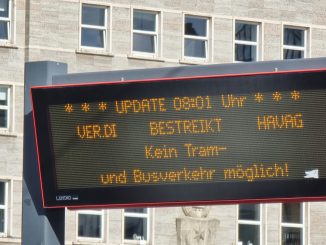 * * * UPDATE 08:01 Uhr * * *
VER.DI BESTREIKT HAVAG
Kein Tram-
und Busverkehr möglich!